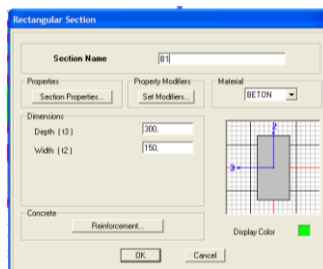 Rectangular Section
Section Name B1
Properties Property Modifiers Material
Section Properties... Set Modifiers... BETON
Dimensions
Depth (t3) 300,
Width (t2) 150,
2
3
Concrete
Reinforcement...
Display Color
OK Cancel